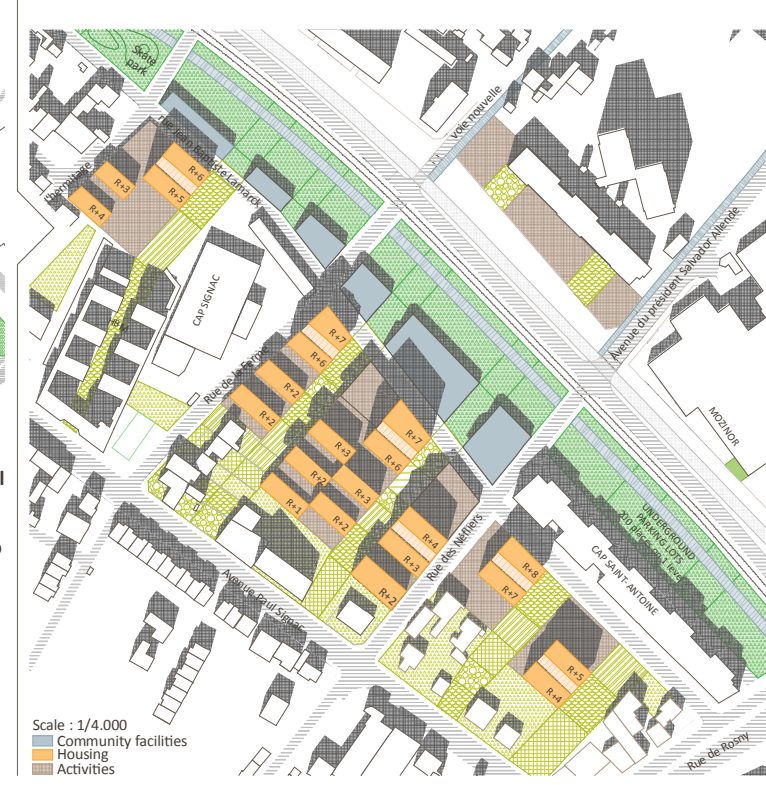 Skate
park
rue Jean Baptiste Lamarck
voie nouvelle
R+6
R+5
R+3
R+4
CAP SIGNAC
Avenue du président Salvador Allende
R+7
R+6
R+2
R+2
Rue de la Ferme
MOZINOR
R+7
R+6
R+3
R+2
R+3
R+1
R+2
R+4
R+3
R+2
Rue des Néfliers
UNDERGROUND
PARKING LOT
CAP SAINT- ANTOINE
R+8
R+7
R+5
R+4
Avenue Paul Signac
Rue de Rosny
Scale : 1/4.000
Community facilities
Housing
Activities